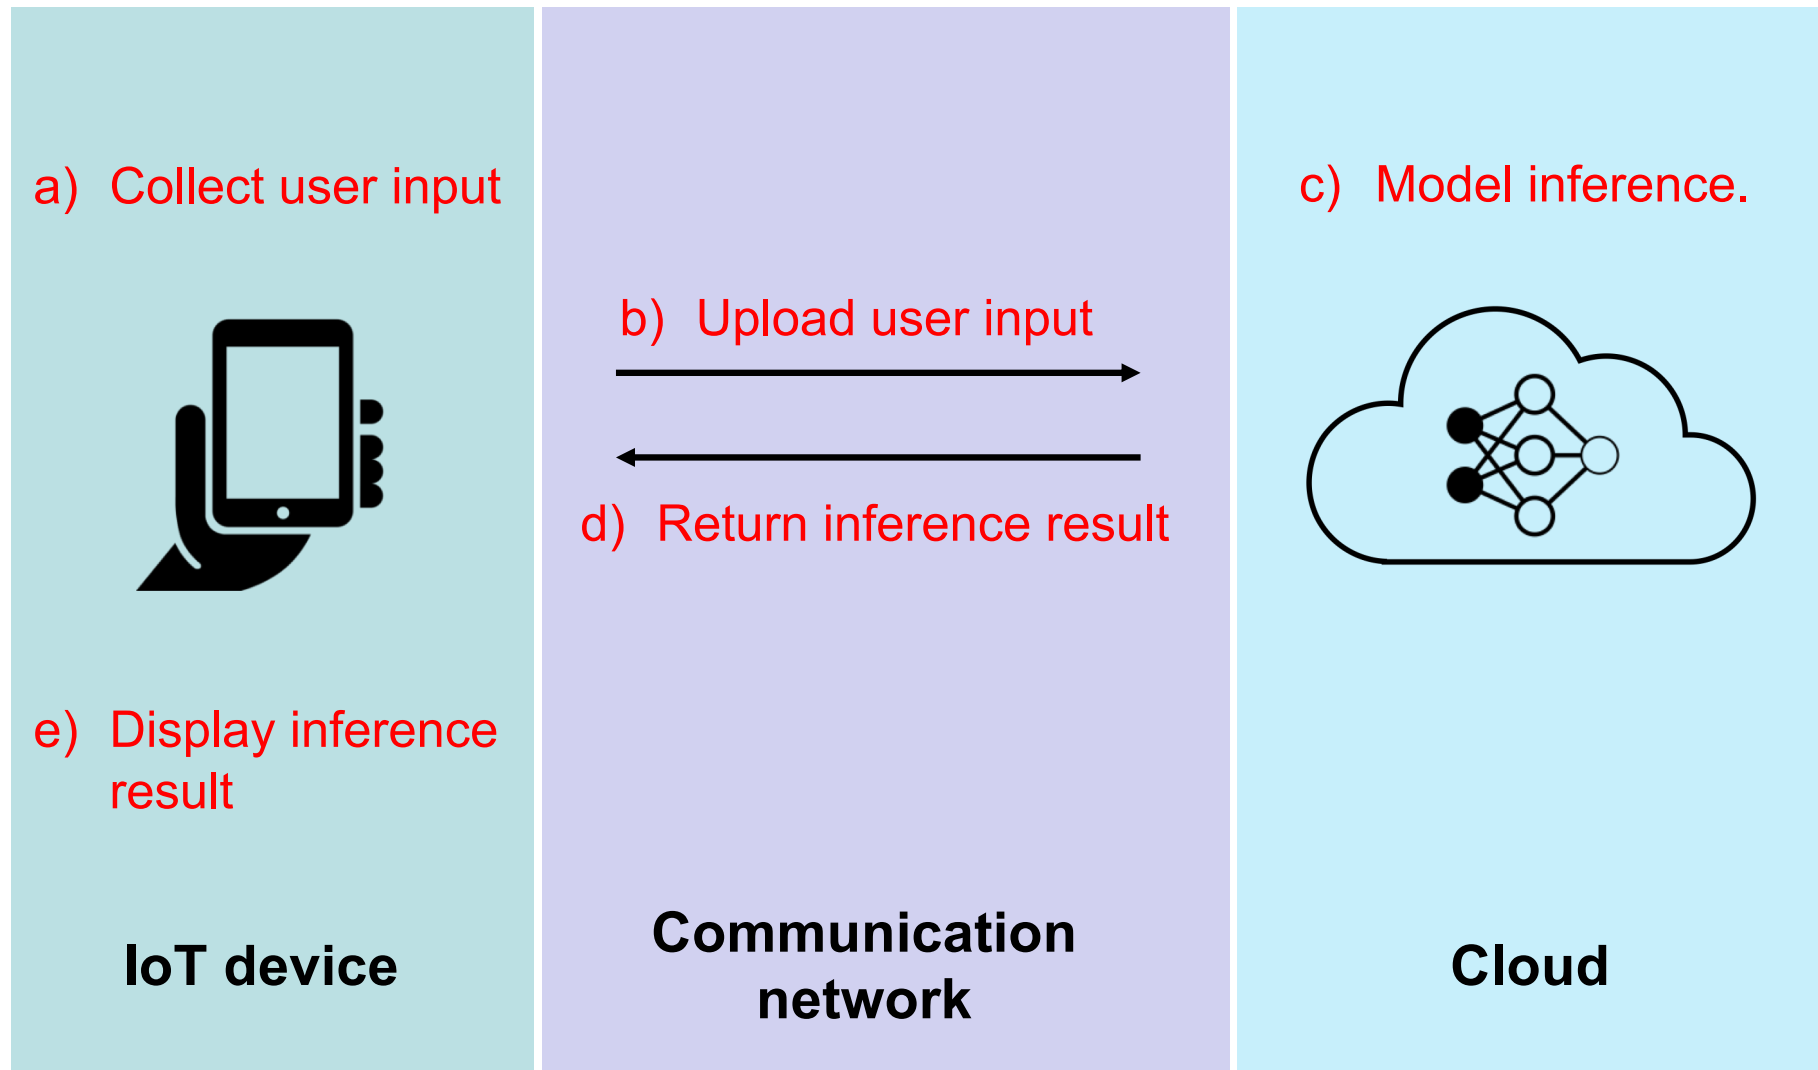 a) Collect user input
b) Upload user input
c) Model inference.
d) Return inference result
e) Display inference
result
IoT device
Communication
network
Cloud